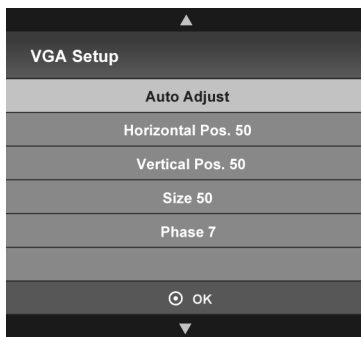 VGA Setup
Auto Adjust
Horizontal Pos. 50
Vertical Pos. 50
Size 50
Phase 7
OK